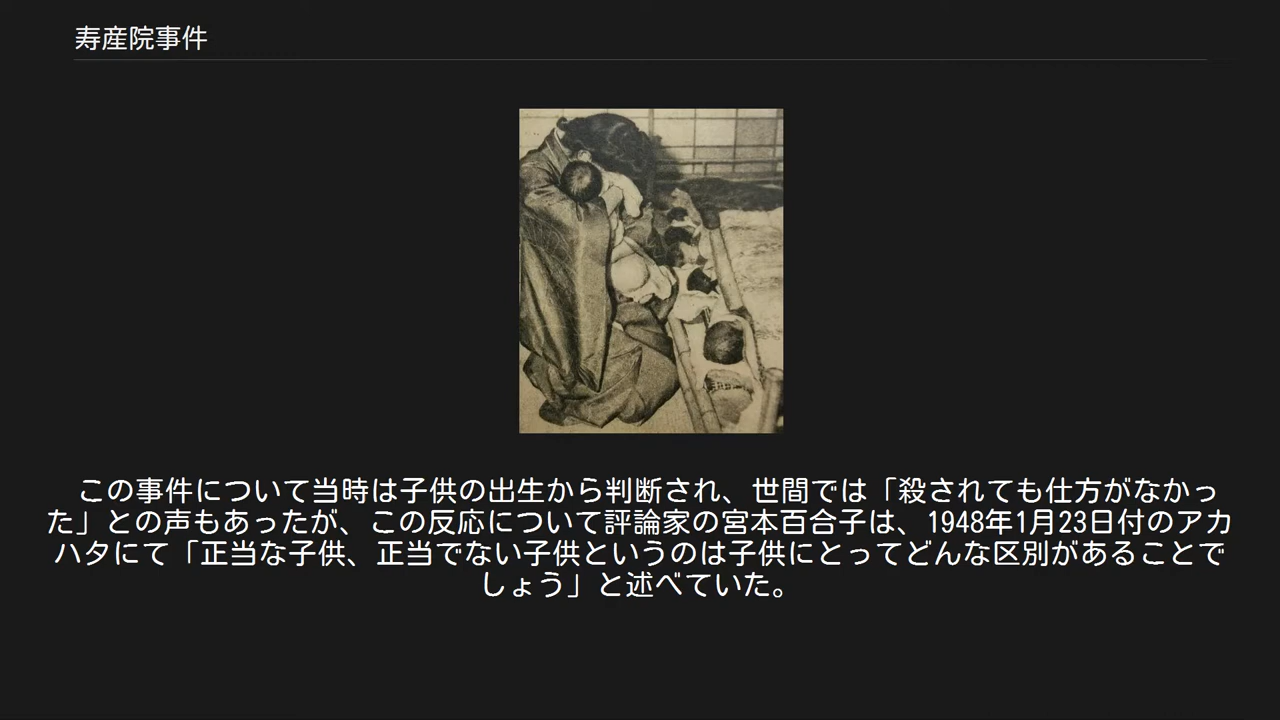 寿産院事件
この事件について当時は子供の出生から判断され、世間では「殺されても仕方がなかっ
た」との声もあったが、この反応について評論家の宮本百合子は、1948年1月23日付のアカ
ハタにて「正当な子供、正当でない子供というのは子供にとってどんな区別があることで
しょう」と述べていた。